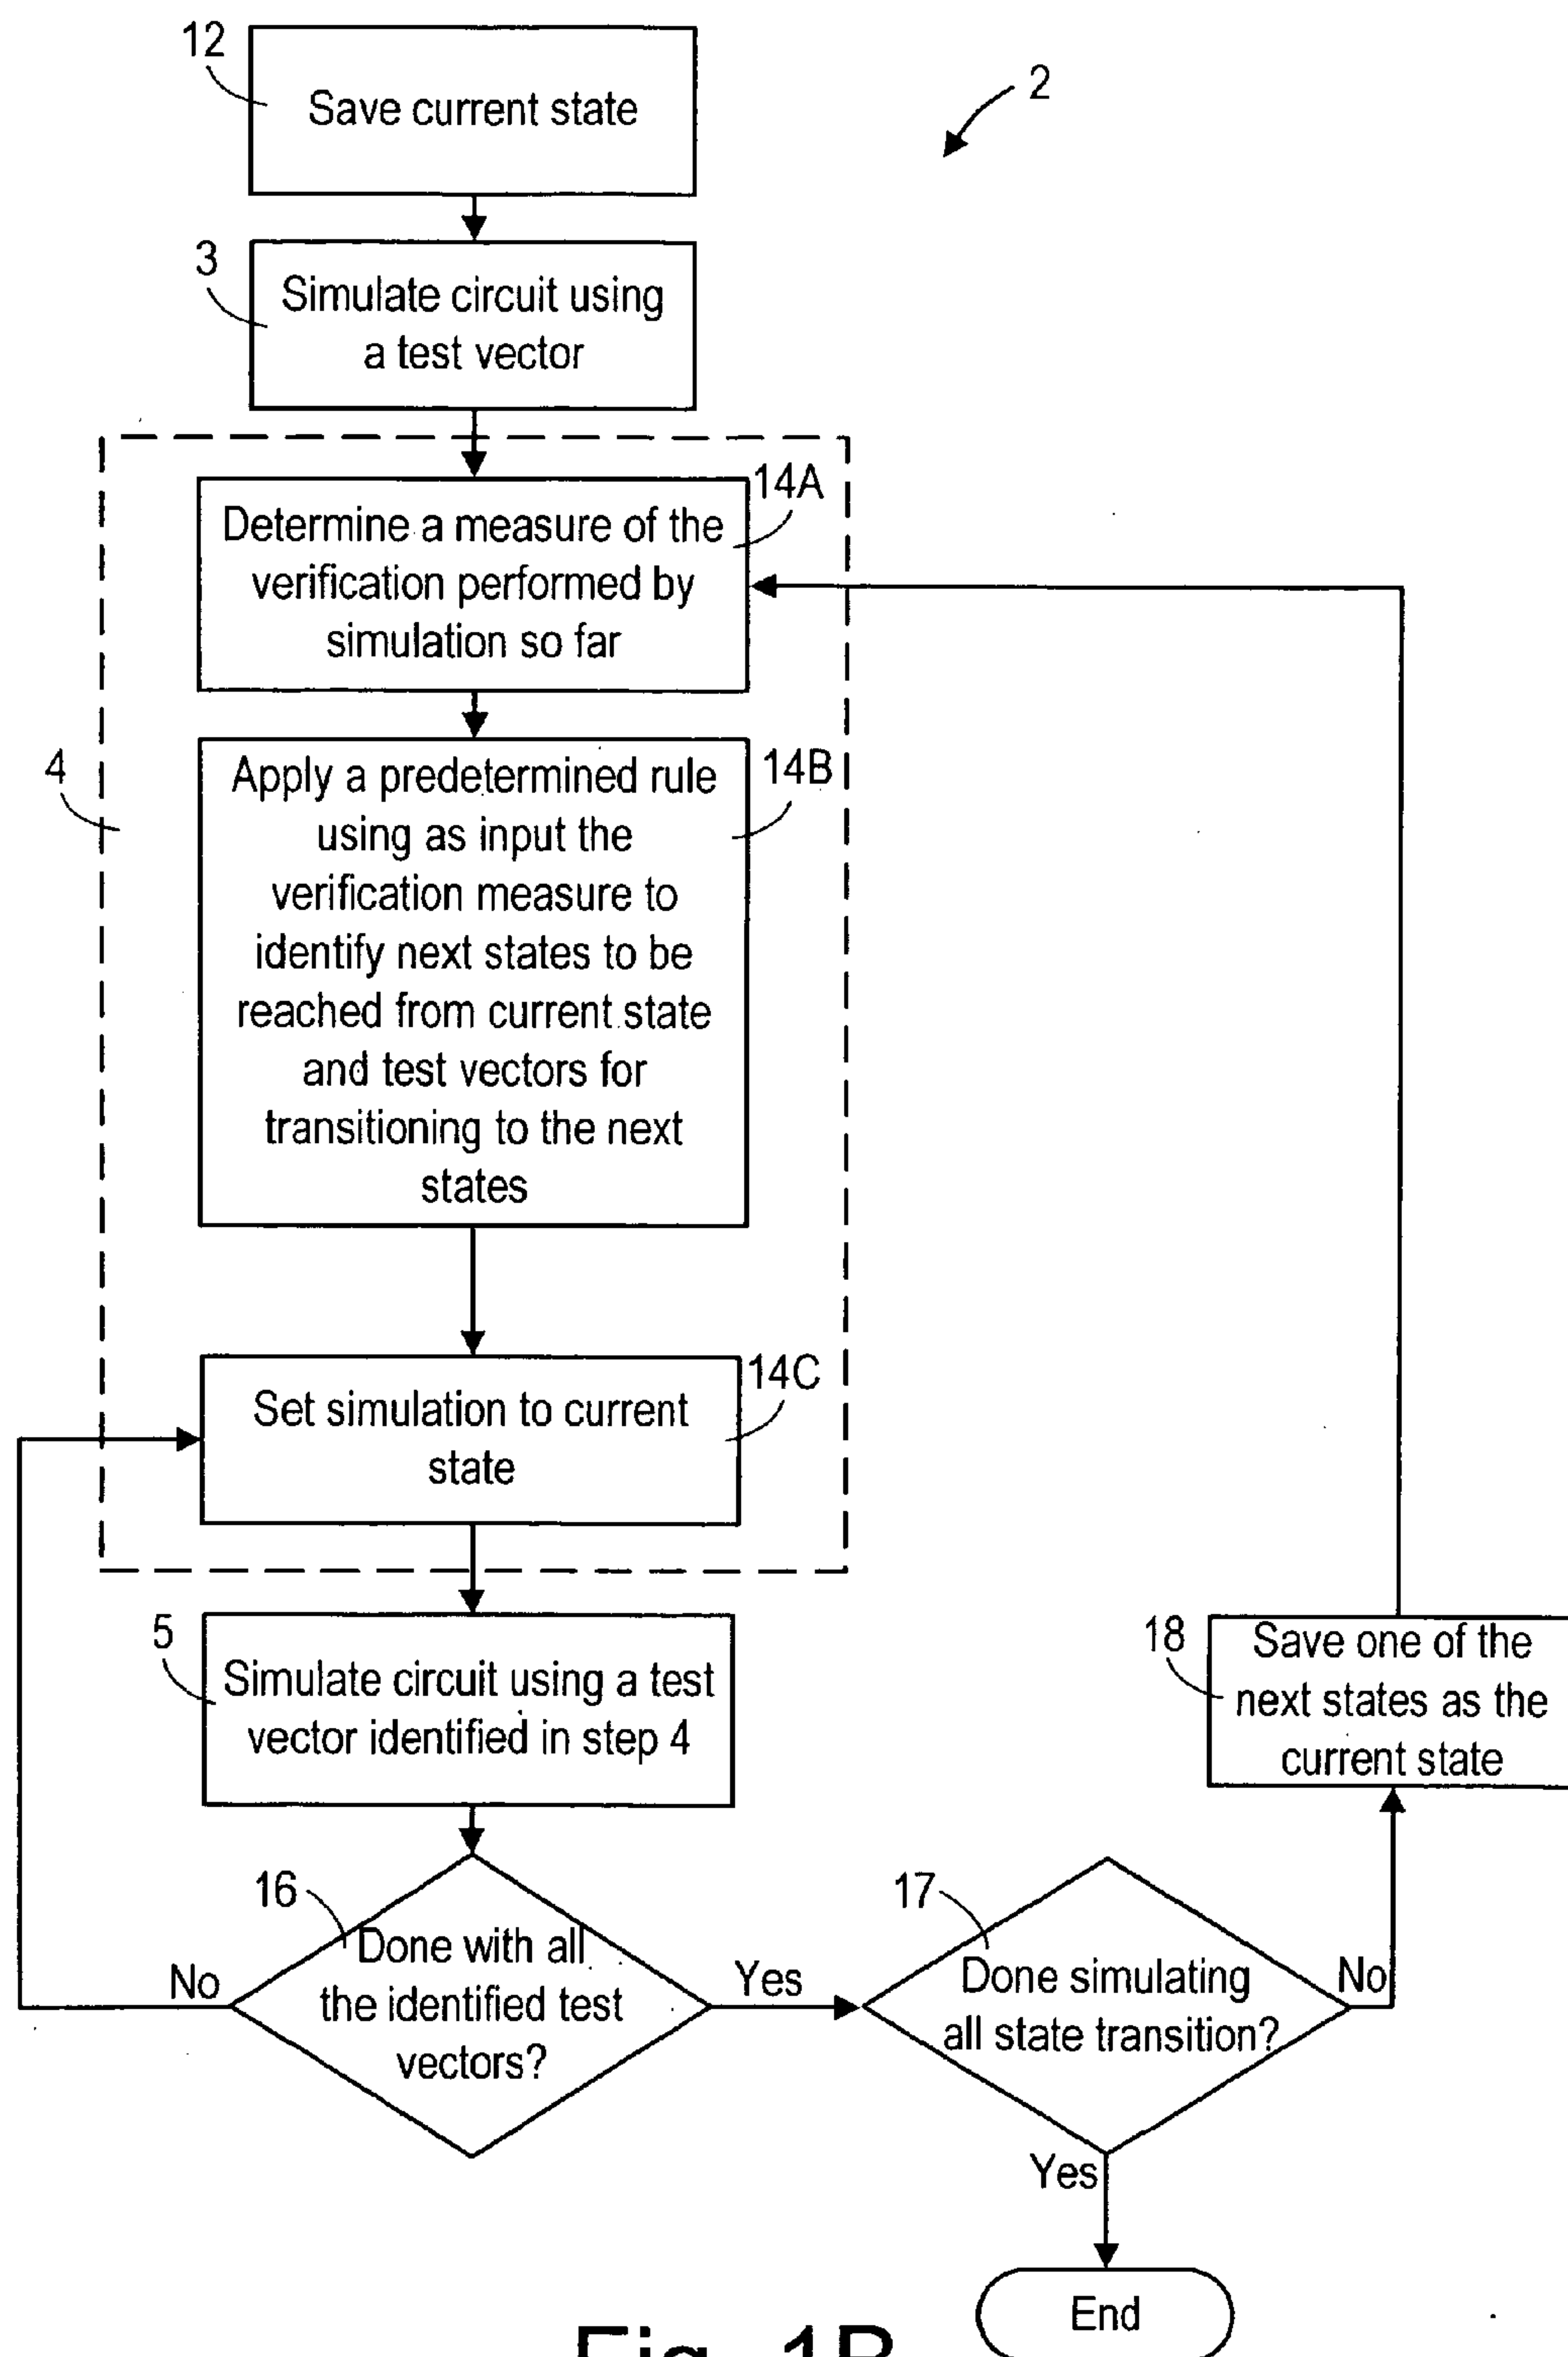 12
Save current state
2
3
Simulate circuit using
a test vector
14A
Determine a measure of the
verification performed by
simulation so far
4
14B
Apply a predetermined rule
using as input the
verification measure to
identify next states to be
reached from current state
and test vectors for
transitioning to the next
states
14C
Set simulation to current
state
5
Simulate circuit using a test
vector identified in step 4
18
Save one of the
next states as the
current state
16
Done with all
the identified test
vectors?
No
Yes
17
Done simulating
all state transition?
No
Yes
End
Fig. 1B